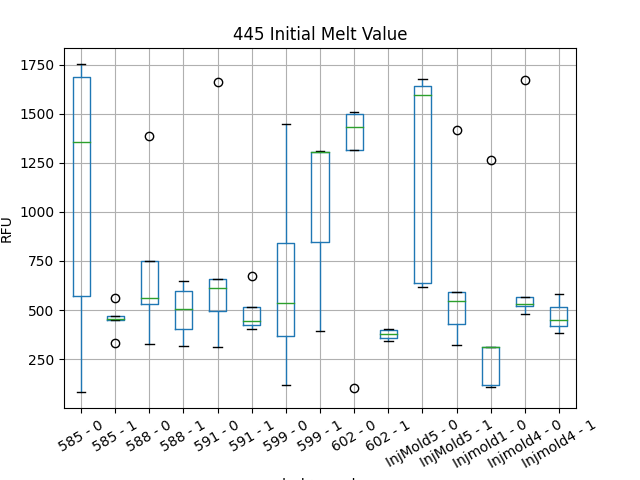 445 Initial Melt Value
1750
1500
1250
1000
750
500
250
RFU
585 - 0
585 - 1
588 - 0
588 - 1
591 - 0
591 - 1
599 - 0
599 - 1
602 - 0
602 - 1
InjMold5 - 0
InjMold5 - 1
Injmold1 - 0
Injmold4 - 0
Injmold4 - 1